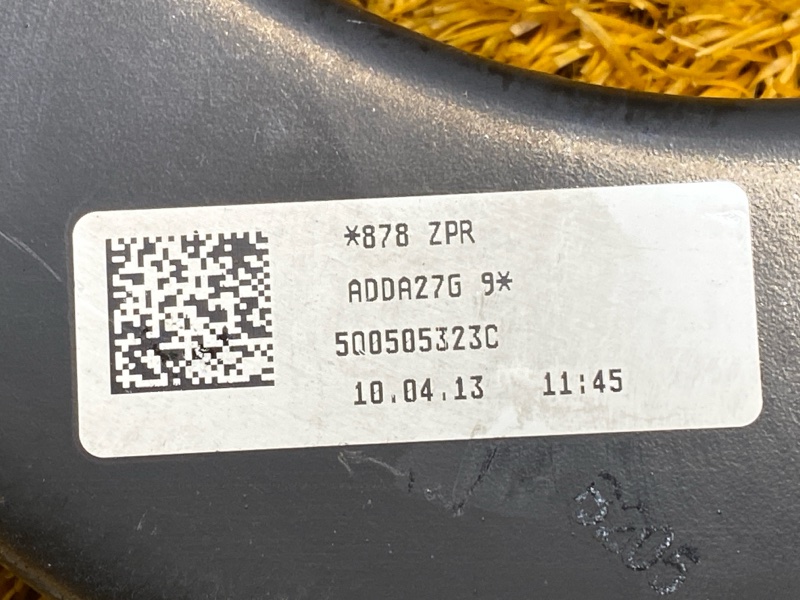 *878 ZPR
ADDA27G 9*
5Q0505323C
10.04.13 11:45